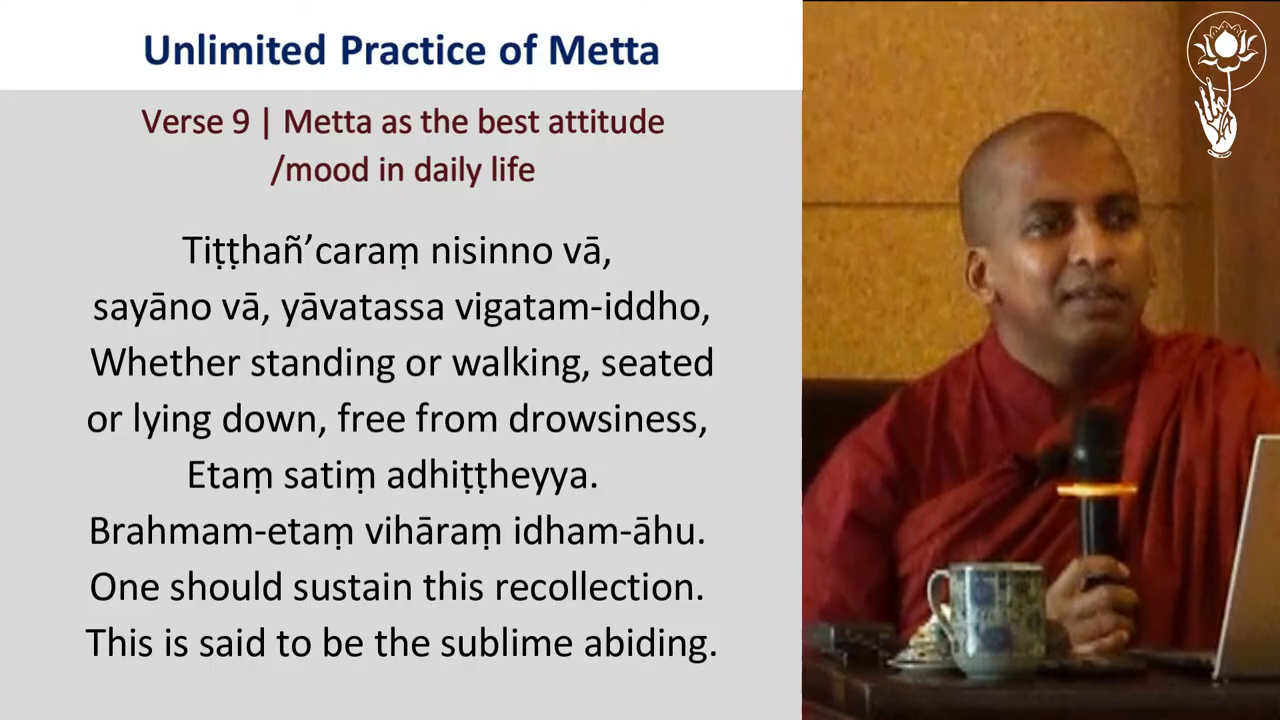 Unlimited Practice of Metta
Verse 9 | Metta as the best attitude
/mood in daily life
Tiṭṭhañ’caraṃ nisinno vā,
sayāno vā, yāvatassa vigatam-iddho,
Whether standing or walking, seated
or lying down, free from drowsiness,
Etaṃ satiṃ adhiṭṭheyya.
Brahmam-etaṃ vihāraṃ idham-āhu.
One should sustain this recollection.
This is said to be the sublime abiding.